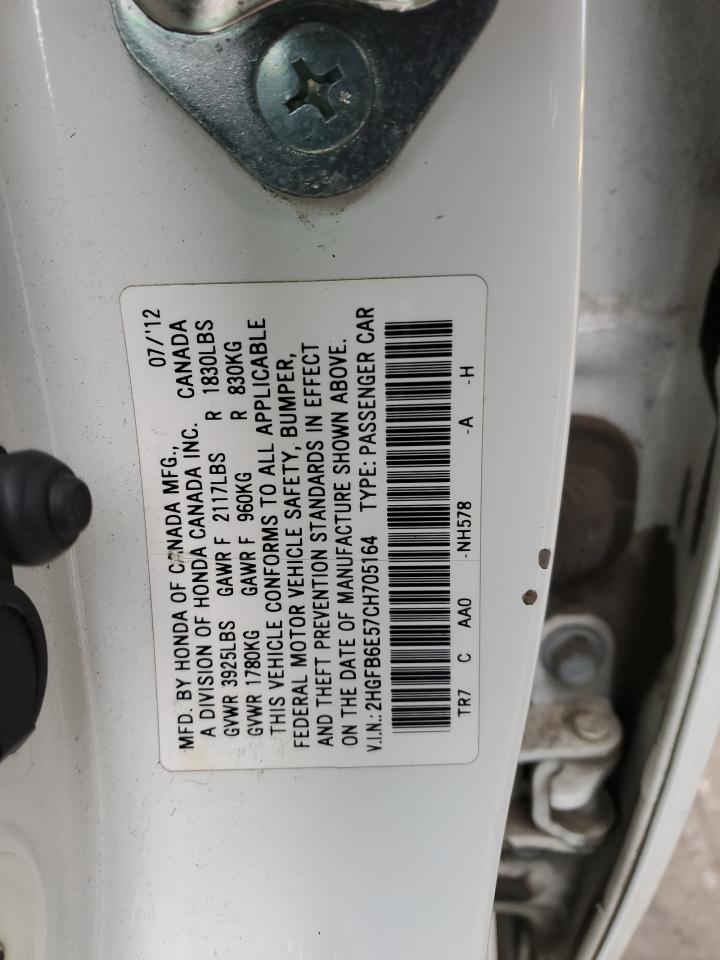 MFD. BY HONDA OF CANADA MFG., 07/'12
A DIVISION OF HONDA CANADA INC. CANADA
GVWR 3925LBS GAWR F 2117LBS R 1830LBS
GVWR 1780KG GAWR F 960KG R 830KG
THIS VEHICLE CONFORMS TO ALL APPLICABLE
FEDERAL MOTOR VEHICLE SAFETY, BUMPER,
AND THEFT PREVENTION STANDARDS IN EFFECT
ON THE DATE OF MANUFACTURE SHOWN ABOVE.
V.I.N.: 2HGFB6E57CH705164 TYPE: PASSENGER CAR
TR7 C AA0 -NH578 -A -H